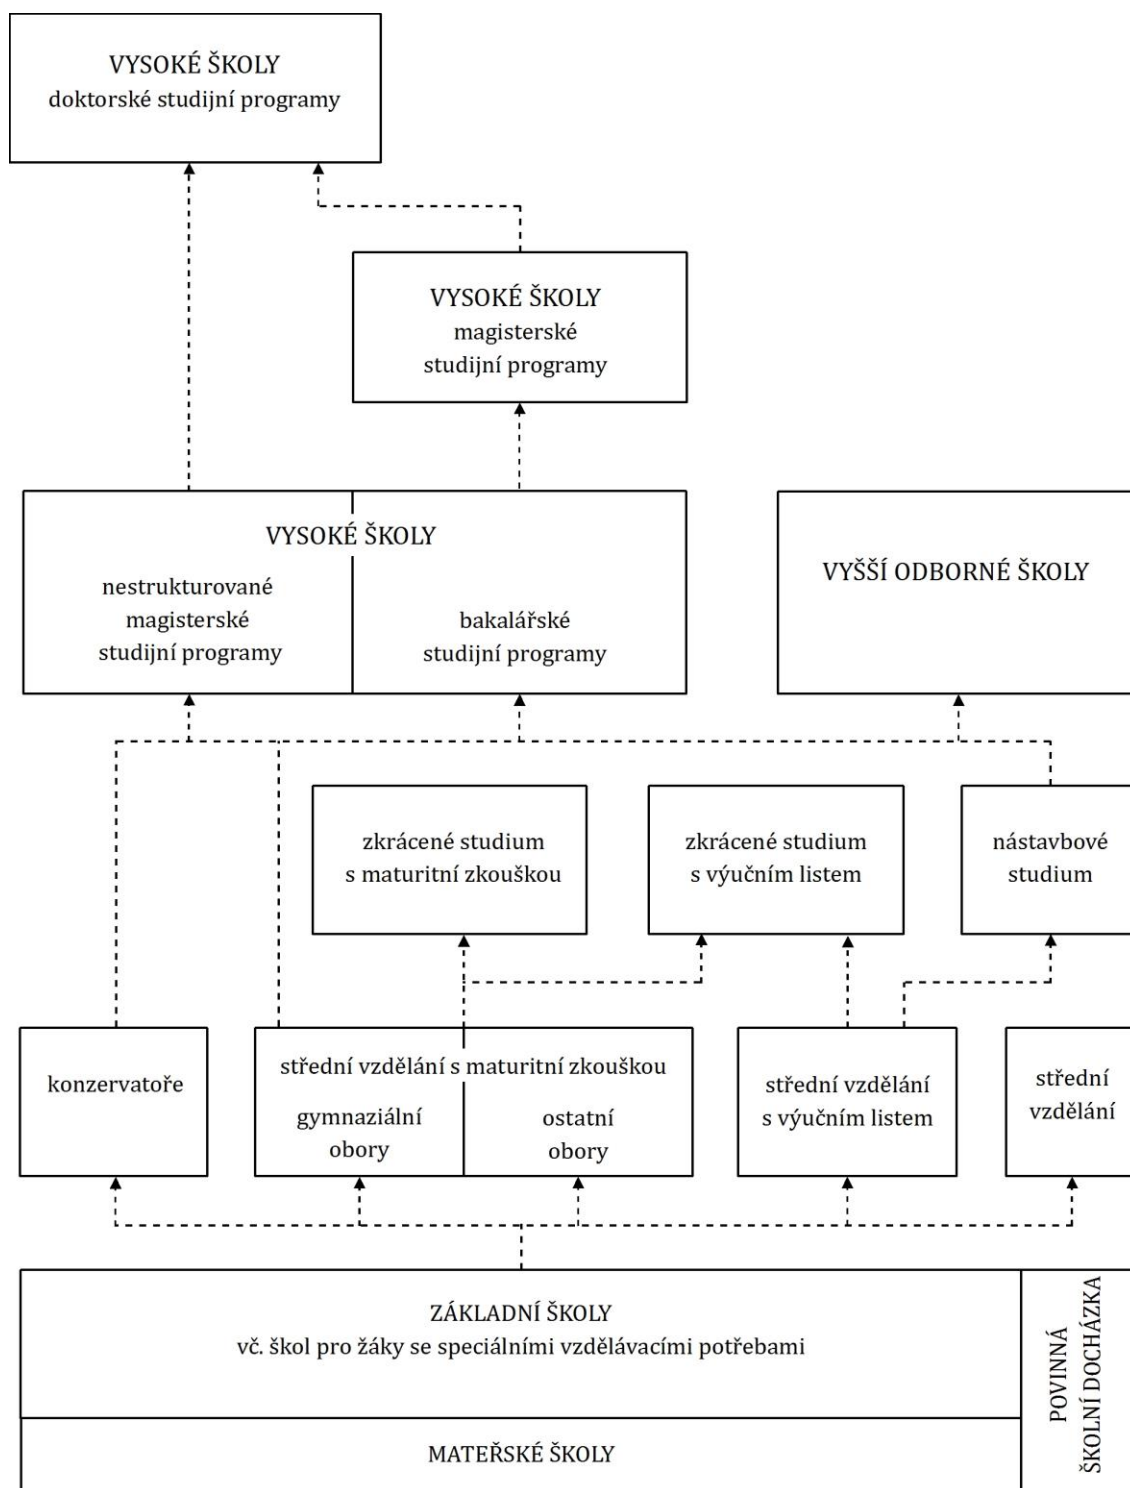 VYSOKÉ ŠKOLY
doktorské studijní programy
VYSOKÉ ŠKOLY
magisterské
studijní programy
VYSOKÉ ŠKOLY
nestrukturované
magisterské
studijní programy
bakalářské
studijní programy
VYŠŠÍ ODBORNÉ ŠKOLY
zkrácené studium
s maturitní zkouškou
zkrácené studium
s výučním listem
nástavbové
studium
konzervatoře
střední vzdělání s maturitní zkouškou
gymnaziální
obory
ostatní
obory
střední vzdělání
s výučním listem
střední
vzdělání
ZÁKLADNÍ ŠKOLY
vč. škol pro žáky se speciálními vzdělávacími potřebami
MATEŘSKÉ ŠKOLY
POVINNÁ
ŠKOLNÍ DOCHÁZKA